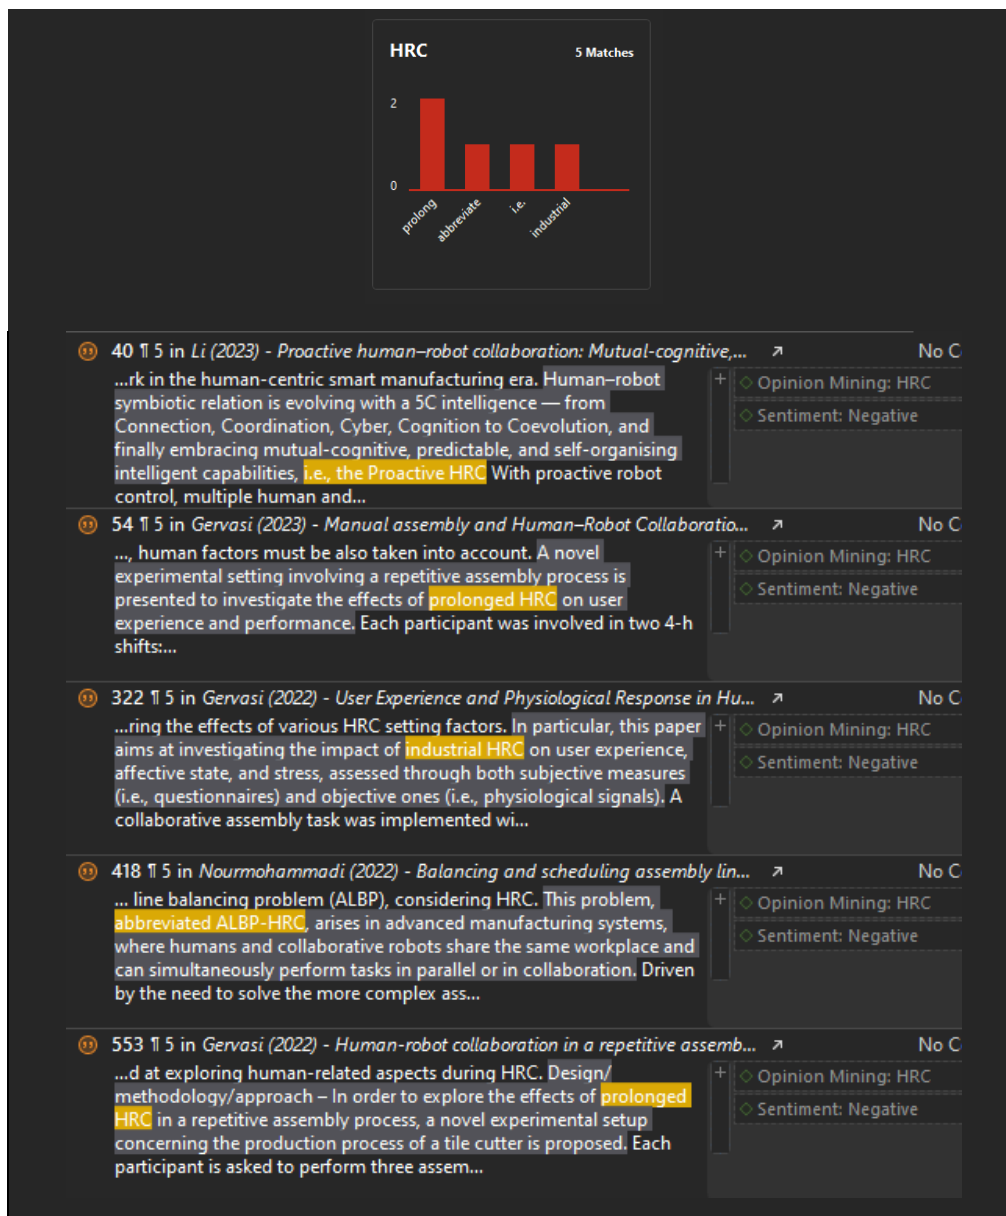 HRC
5 Matches
2
0
prolong
abbreviate
i.e.
industrial
40 ¶ 5 in Li (2023) - Proactive human–robot collaboration: Mutual-cognitive,...
No C
...rk in the human-centric smart manufacturing era. Human–robot
symbiotic relation is evolving with a 5C intelligence — from
Connection, Coordination, Cyber, Cognition to Coevolution, and
finally embracing mutual-cognitive, predictable, and self-organising
intelligent capabilities, i.e., the Proactive HRC With proactive robot
control, multiple human and...
+
Opinion Mining: HRC
Sentiment: Negative
54 ¶ 5 in Gervasi (2023) - Manual assembly and Human–Robot Collaboratio...
No C
..., human factors must be also taken into account. A novel
experimental setting involving a repetitive assembly process is
presented to investigate the effects of prolonged HRC on user
experience and performance. Each participant was involved in two 4-h
shifts:...
+
Opinion Mining: HRC
Sentiment: Negative
322 ¶ 5 in Gervasi (2022) - User Experience and Physiological Response in Hu...
No C
...ring the effects of various HRC setting factors. In particular, this paper
aims at investigating the impact of industrial HRC on user experience,
affective state, and stress, assessed through both subjective measures
(i.e., questionnaires) and objective ones (i.e., physiological signals). A
collaborative assembly task was implemented wi...
+
Opinion Mining: HRC
Sentiment: Negative
418 ¶ 5 in Nourmohammadi (2022) - Balancing and scheduling assembly lin...
No C
... line balancing problem (ALBP), considering HRC. This problem,
abbreviated ALBP-HRC, arises in advanced manufacturing systems,
where humans and collaborative robots share the same workplace and
can simultaneously perform tasks in parallel or in collaboration. Driven
by the need to solve the more complex ass...
+
Opinion Mining: HRC
Sentiment: Negative
553 ¶ 5 in Gervasi (2022) - Human-robot collaboration in a repetitive assemb...
No C
...d at exploring human-related aspects during HRC. Design/
methodology/approach – In order to explore the effects of prolonged
HRC in a repetitive assembly process, a novel experimental setup
concerning the production process of a tile cutter is proposed. Each
participant is asked to perform three assem...
+
Opinion Mining: HRC
Sentiment: Negative